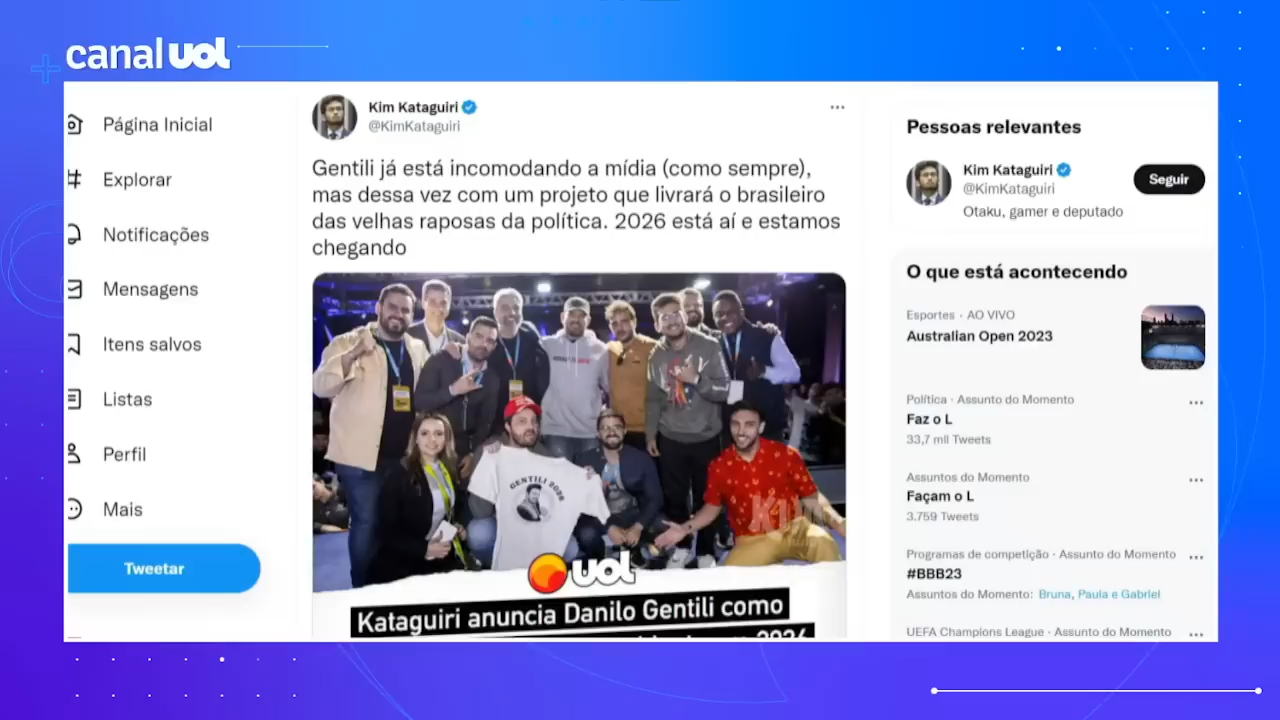 canal uol
Página Inicial
Explorar
Notificações
Mensagens
Itens salvos
Listas
Perfil
Mais
Tweetar
Kim Kataguiri
@KimKataguiri
Gentili já está incomodando a mídia (como sempre),
mas dessa vez com um projeto que livrará o brasileiro
das velhas raposas da política. 2026 está aí e estamos
chegando
GENTILI 2026
Kim
uol
Kataguiri anuncia Danilo Gentili como
2026
Pessoas relevantes
Kim Kataguiri
@KimKataguiri
Seguir
Otaku, gamer e deputado
O que está acontecendo
Esportes · AO VIVO
Australian Open 2023
Política · Assunto do Momento
Faz o L
33,7 mil Tweets
Assuntos do Momento
Façam o L
3.759 Tweets
Programas de competição · Assunto do Momento
#BBB23
Assuntos do Momento: Bruna, Paula e Gabriel
UEFA Champions League · Assunto do Momento